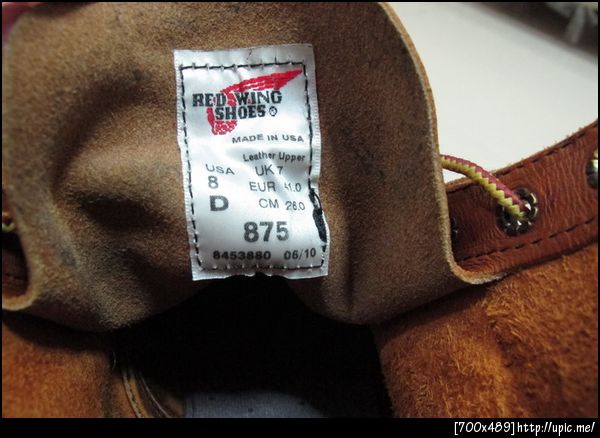 RED WING
SHOES®
MADE IN USA
Leather Upper
USA UK 7
8 EUR 41.0
D CM 26.0
875
8453880 06/10
[700x489]http://upic.me/